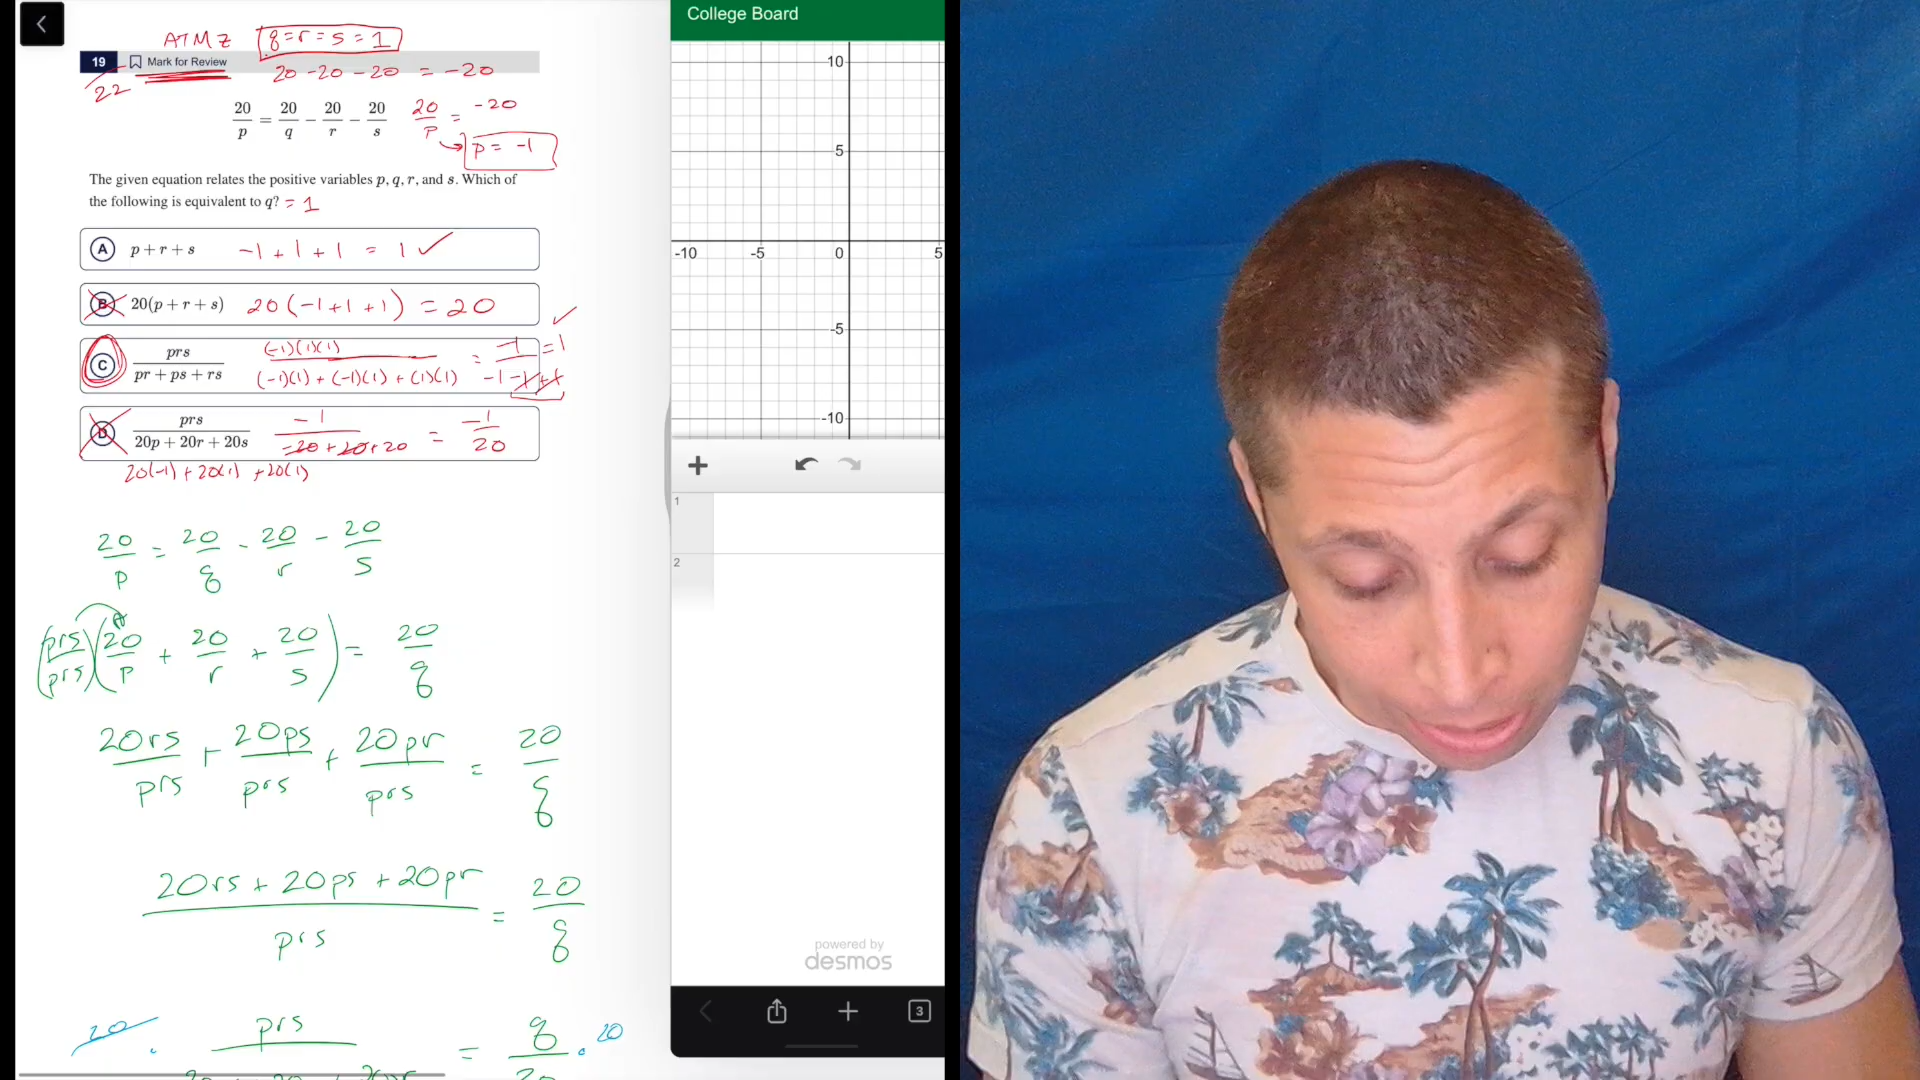 ATMZ q=r=s=1
19 Mark for Review
22 20 -20 -20 = -20
20/p = 20/q - 20/r - 20/s 20/p = -20
p = -1
The given equation relates the positive variables p, q, r, and s. Which of
the following is equivalent to q? = 1
A p + r + s -1 + 1 + 1 = 1 ✓
B 20(p + r + s) 20(-1+1+1) = 20
C prs/(pr + ps + rs) (-1)(1)(1)/((-1)(1)+(-1)(1)+(1)(1)) = -1/(-1-1+1) = 1 ✓
D prs/(20p + 20r + 20s) -1/(-20+20+20) = -1/20
20(-1)+20(1)+20(1)
20/p = 20/q - 20/r - 20/s
(prs/prs)(20/p + 20/r + 20/s) = 20/q
20rs/prs + 20ps/prs + 20pr/prs = 20/q
(20rs + 20ps + 20pr)/prs = 20/q
20 · prs = q/20 · 20
College Board
10
5
-10 -5 0 5
-5
-10
1
2
powered by
desmos
3